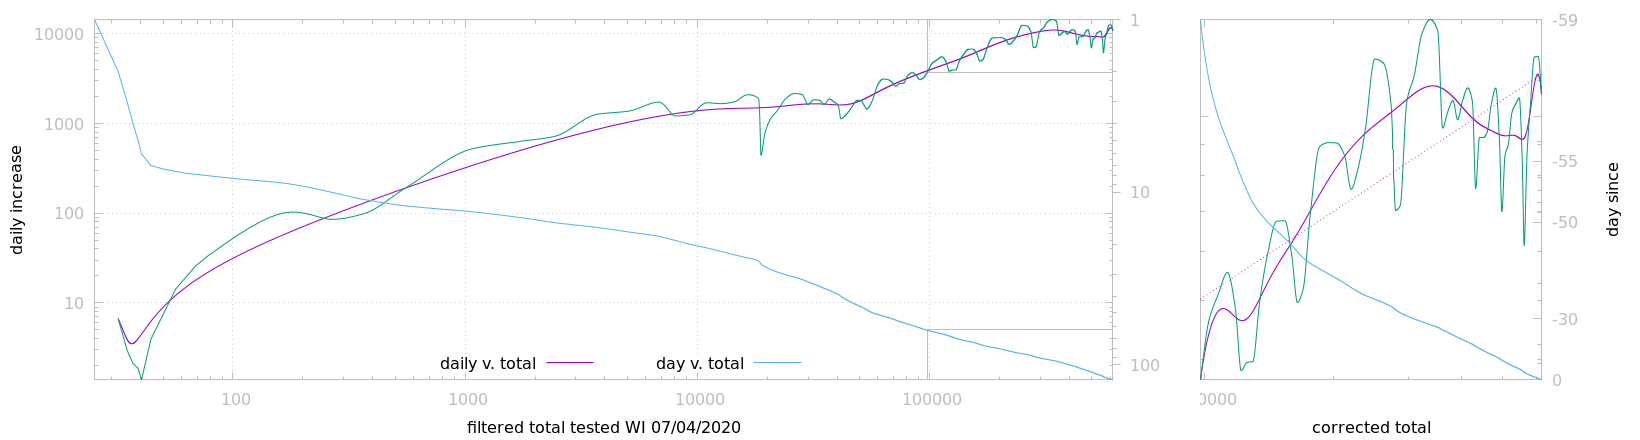 10000
1000
100
10
daily increase
1
10
100
daily v. total
day v. total
100
1000
10000
100000
filtered total tested WI 07/04/2020
-59
-55
-50
-30
0
day since
0000
corrected total